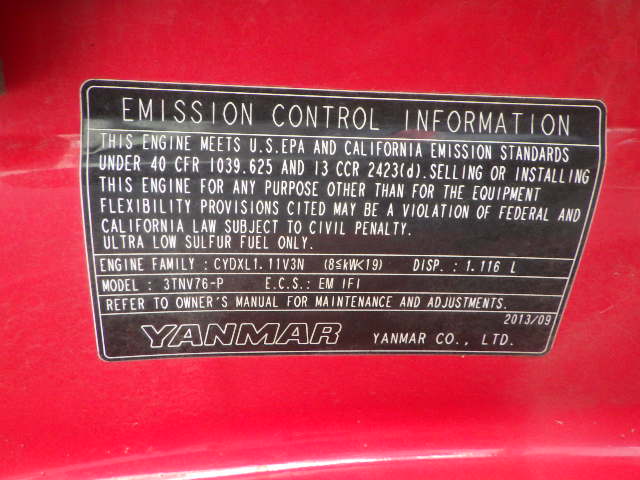 EMISSION CONTROL INFORMATION
THIS ENGINE MEETS U.S.EPA AND CALIFORNIA EMISSION STANDARDS
UNDER 40 CFR 1039.625 AND 13 CCR 2423(d).SELLING OR INSTALLING
THIS ENGINE FOR ANY PURPOSE OTHER THAN FOR THE EQUIPMENT
FLEXIBILITY PROVISIONS CITED MAY BE A VIOLATION OF FEDERAL AND
CALIFORNIA LAW SUBJECT TO CIVIL PENALTY.
ULTRA LOW SULFUR FUEL ONLY.
ENGINE FAMILY : CYDXL1.11V3N (8≦kW<19) DISP. : 1.116 L
MODEL : 3TNV76-P E.C.S.: EM IFI
REFER TO OWNER'S MANUAL FOR MAINTENANCE AND ADJUSTMENTS.
2013/09
YANMAR YANMAR CO., LTD.